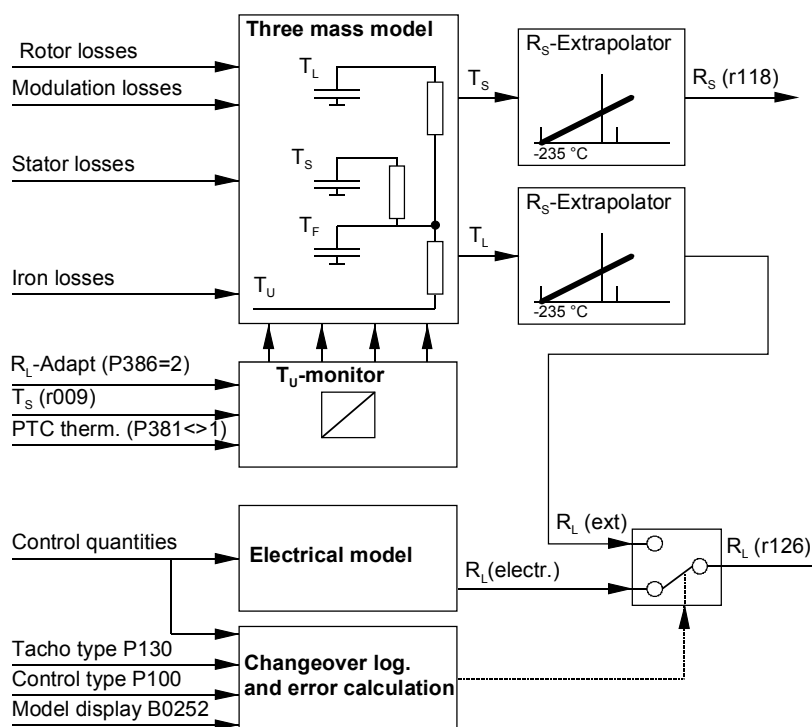 Three mass model
Rotor losses
Modulation losses
Stator losses
Iron losses
T_L
T_S
T_F
T_U
T_S
R_S-Extrapolator
-235 °C
R_S (r118)
T_L
R_S-Extrapolator
-235 °C
R_L-Adapt (P386=2)
T_S (r009)
PTC therm. (P381<>1)
T_U-monitor
Control quantities
Electrical model
R_L(electr.)
R_L (ext)
R_L (r126)
Tacho type P130
Control type P100
Model display B0252
Changeover log.
and error calculation